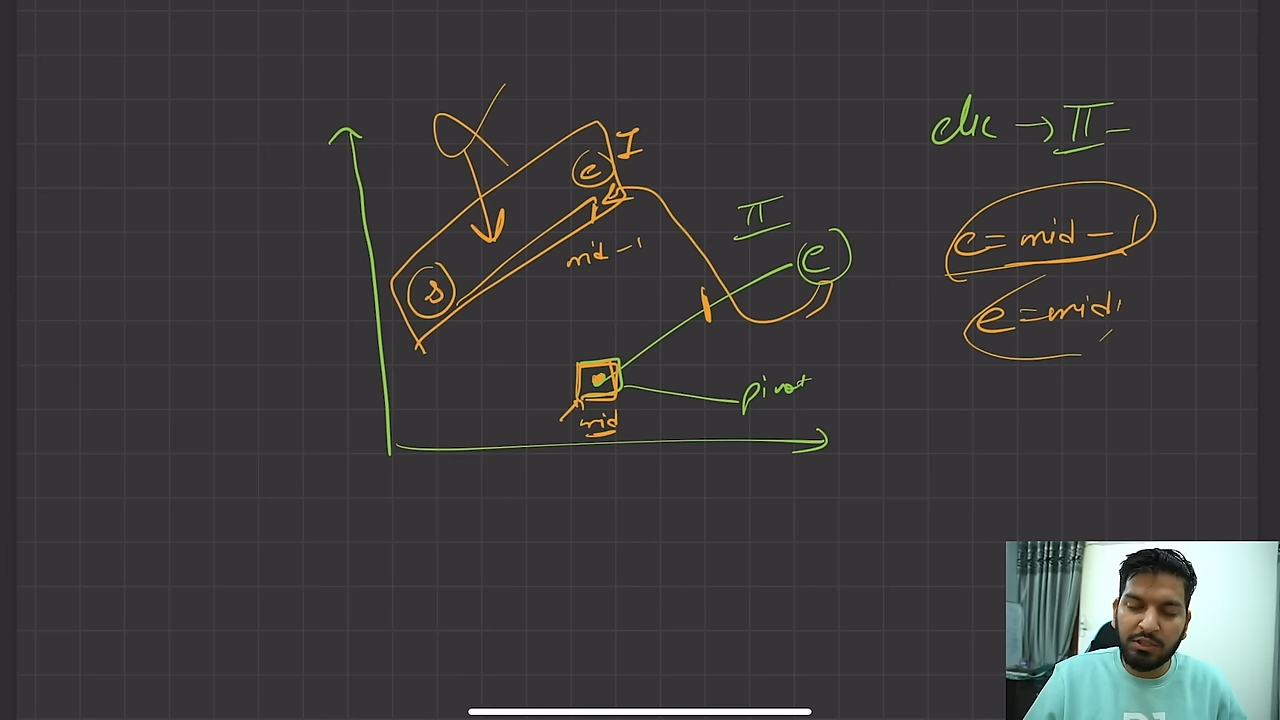 I
e
else → II
II
mid - 1
e = mid - 1
e
s
e = mid
pivot
mid